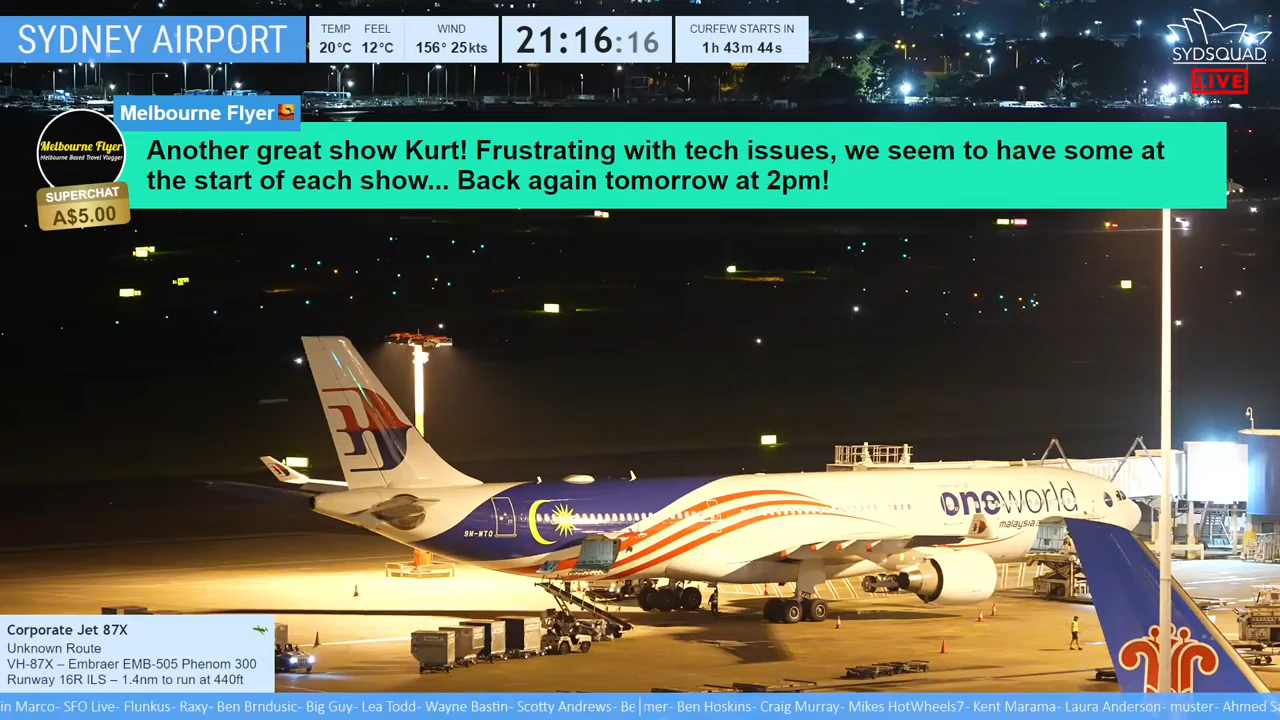 SYDNEY AIRPORT
TEMP FEEL WIND
20°C 12°C 156° 25kts
21:16:16
CURFEW STARTS IN
1h 43m 44s
SYDSQUAD
LIVE
Melbourne Flyer
Melbourne Flyer
Melbourne Based Travel Vlogger
SUPERCHAT
A$5.00
Another great show Kurt! Frustrating with tech issues, we seem to have some at
the start of each show... Back again tomorrow at 2pm!
oneworld
malaysia
9M-MTO
Corporate Jet 87X
Unknown Route
VH-87X – Embraer EMB-505 Phenom 300
Runway 16R ILS – 1.4nm to run at 440ft
in Marco- SFO Live- Flunkus- Raxy- Ben Brndusic- Big Guy- Lea Todd- Wayne Bastin- Scotty Andrews- Be mer- Ben Hoskins- Craig Murray- Mikes HotWheels7- Kent Marama- Laura Anderson- muster- Ahmed Sa